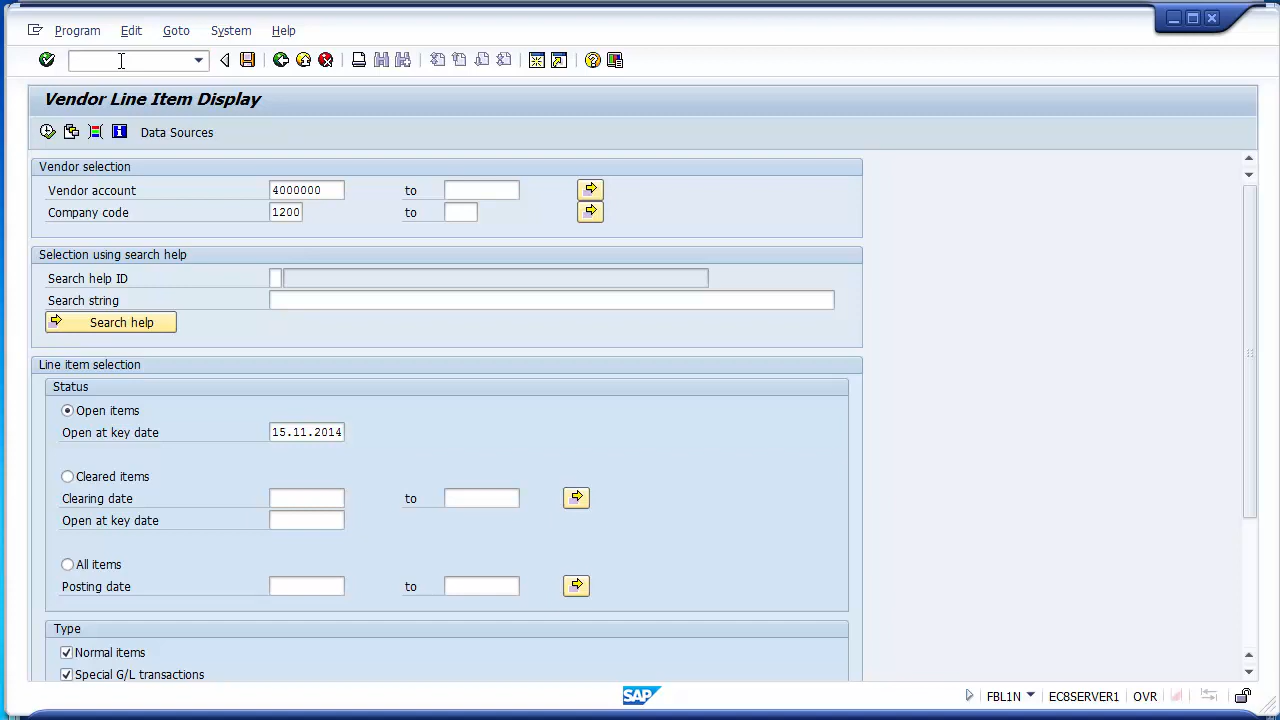 Program Edit Goto System Help
Vendor Line Item Display
Data Sources
Vendor selection
Vendor account 4000000 to
Company code 1200 to
Selection using search help
Search help ID
Search string
Search help
Line item selection
Status
Open items
Open at key date 15.11.2014
Cleared items
Clearing date to
Open at key date
All items
Posting date to
Type
Normal items
Special G/L transactions
SAP FBL1N EC8SERVER1 OVR